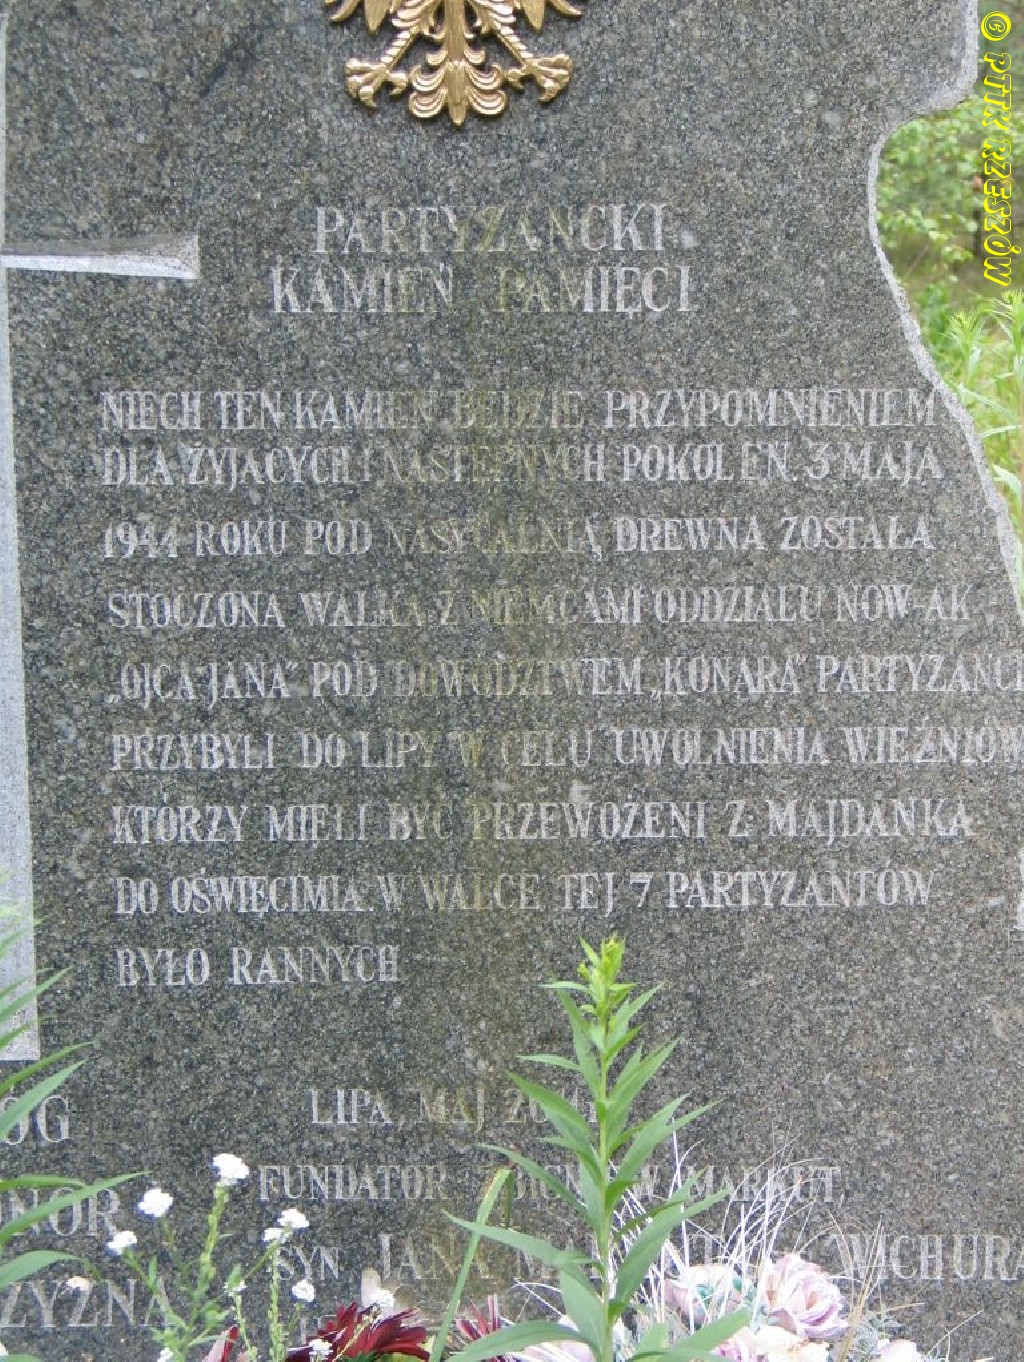 © PTTK RZESZÓW
PARTYZANCKI
KAMIEŃ PAMIĘCI
NIECH TEN KAMIEŃ BĘDZIE PRZYPOMNIENIEM
DLA ŻYJĄCYCH I NASTĘPNYCH POKOLEŃ. 3 MAJA
1944 ROKU POD NASYCALNIĄ DREWNA ZOSTAŁA
STOCZONA WALKA Z NIEMCAMI ODDZIAŁU NOW-AK
„OJCA JANA” POD DOWÓDZTWEM „KONARA” PARTYZANCI
PRZYBYLI DO LIPY W CELU UWOLNIENIA WIĘŹNIÓW
KTÓRZY MIELI BYĆ PRZEWOŻENI Z MAJDANKA
DO OŚWIĘCIMIA. W WALCE TEJ 7 PARTYZANTÓW
BYŁO RANNYCH
LIPA, MAJ
ÓG
FUNDATOR
NOR
SYN JANA WICHURA
ZYZNA